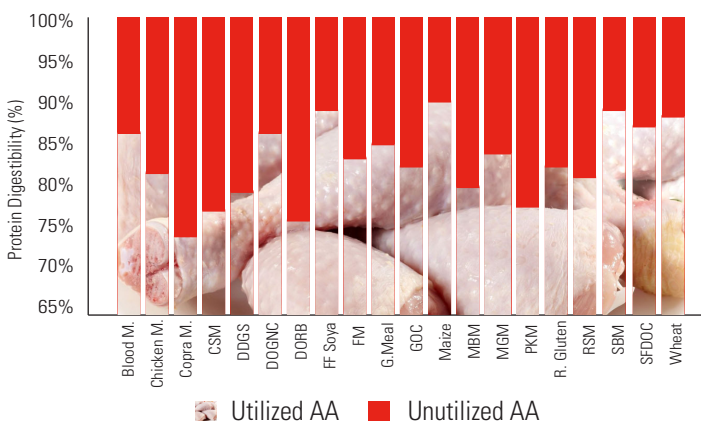 Protein Digestibility (%)
100%
95%
90%
85%
80%
75%
70%
65%
Blood M.
Chicken M.
Copra M.
CSM
DDGS
DOGNC
DORB
FF Soya
FM
G.Meal
GOC
Maize
MBM
MGM
PKM
R. Gluten
RSM
SBM
SFDOC
Wheat
Utilized AA
Unutilized AA